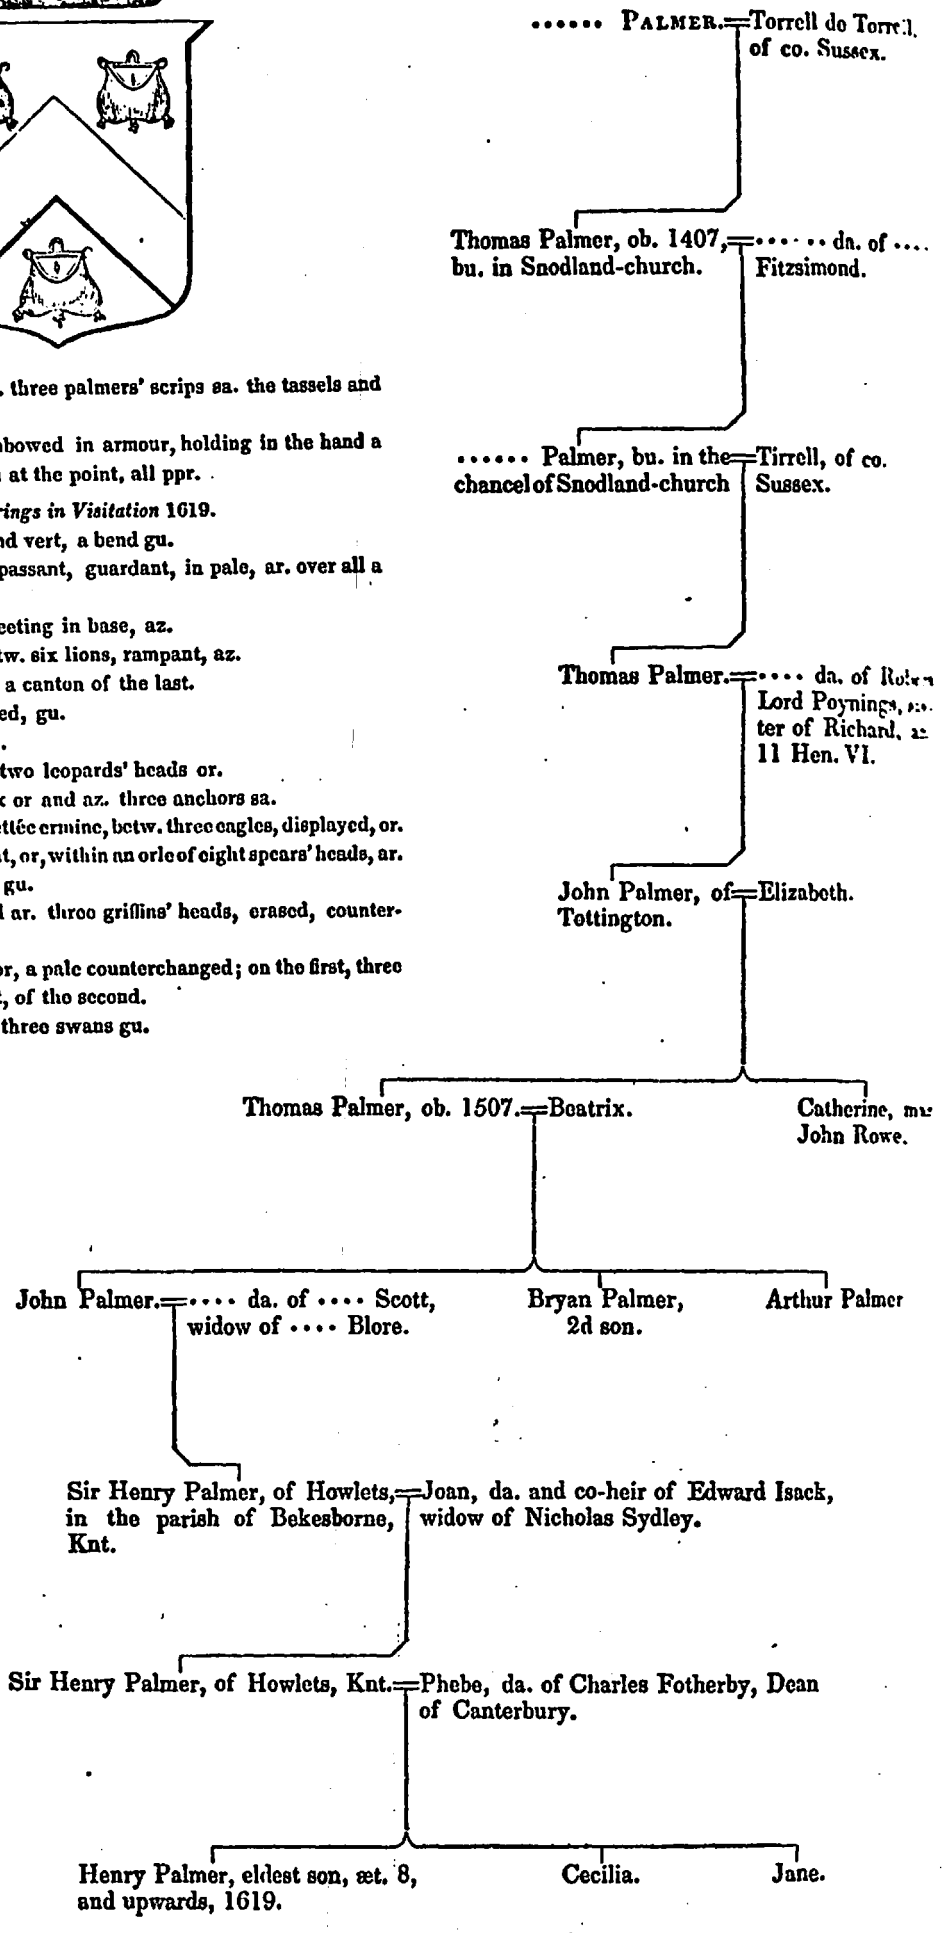 ...... PALMER.=Torrell de
of co. Sussex.
Thomas Palmer, ob. 1407,=...... da. of ....
bu. in Snodland-church. Fitzsimond.
. three palmers' scrips sa. the tassels and
bowed in armour, holding in the hand a
at the point, all ppr.
rings in Visitation 1619.
nd vert, a bend gu.
passant, guardant, in pale, ar. over all a
eeting in base, az.
tw. six lions, rampant, az.
a canton of the last.
ed, gu.
.
two leopards' heads or.
or and az. three anchors sa.
ermine, betw. three eagles, displayed, or.
t, or, within an orle of eight spears' heads, ar.
gu.
ar. three griffins' heads, erased, counter-
or, a pale counterchanged; on the first, three
, of the second.
three swans gu.
...... Palmer, bu. in the=Tirrell, of co.
chancel of Snodland-church Sussex.
Thomas Palmer.=.... da. of
Lord Poynings,
ter of Richard,
11 Hen. VI.
John Palmer, of=Elizabeth.
Tottington.
Thomas Palmer, ob. 1507.=Beatrix.
Catherine,
John Rowe.
John Palmer.=.... da. of .... Scott,
widow of .... Blore.
Bryan Palmer,
2d son.
Arthur Palmer
Sir Henry Palmer, of Howlets,=Joan, da. and co-heir of Edward Isack,
in the parish of Bekesborne, widow of Nicholas Sydley.
Knt.
Sir Henry Palmer, of Howlets, Knt.=Phebe, da. of Charles Fotherby, Dean
of Canterbury.
Henry Palmer, eldest son, æt. 8,
and upwards, 1619.
Cecilia.
Jane.